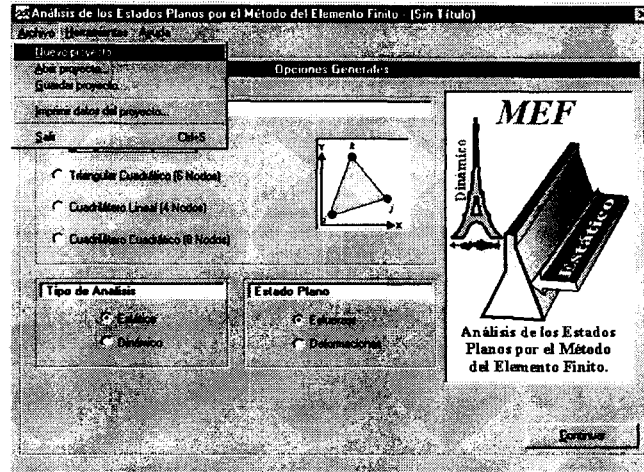 Análisis de los Estados Planos por el Método del Elemento Finito - [Sin Título]
Archivo Herramientas Ayuda
Nuevo proyecto...
Abrir proyecto...
Guardar proyecto...
Imprimir datos del proyecto...
Salir Ctrl+S
Opciones Generales
Triangular Cuadrático (6 Nodos)
Cuadrilátero Lineal (4 Nodos)
Cuadrilátero Cuadrático (8 Nodos)
Y
k
j
i
X
MEF
Dinámico
Estático
Análisis de los Estados
Planos por el Método
del Elemento Finito.
Tipo de Analisis
Estático
Dinámico
Estado Plano
Esfuerzos
Deformaciones
Continuar